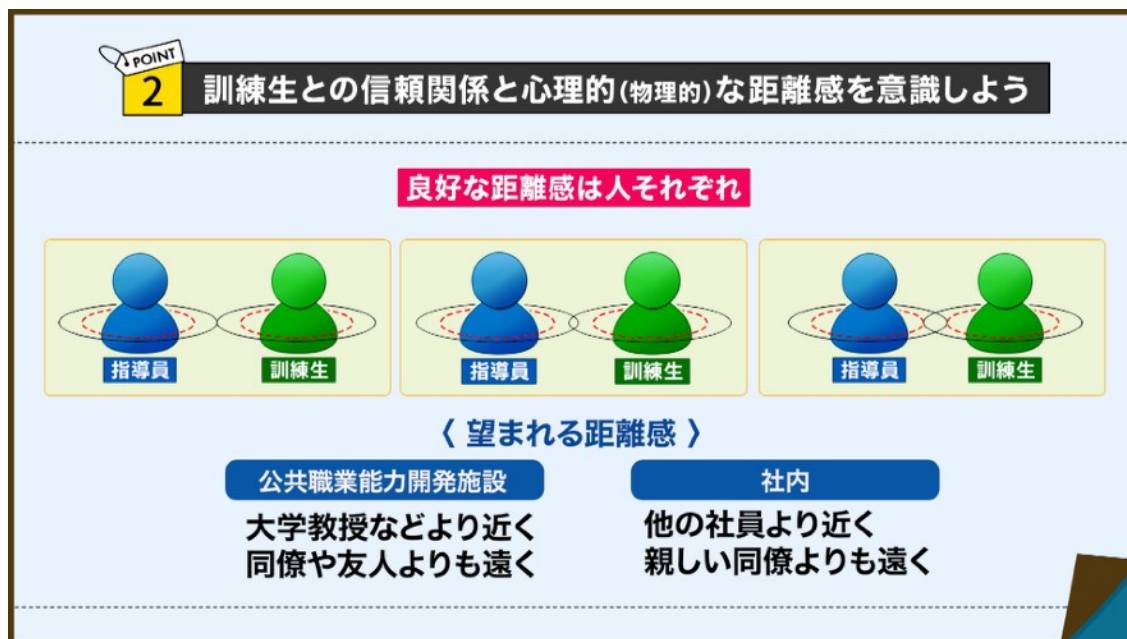 POINT
2
訓練生との信頼関係と心理的(物理的)な距離感を意識しよう
良好な距離感は人それぞれ
指導員 訓練生
指導員 訓練生
指導員 訓練生
〈 望まれる距離感 〉
公共職業能力開発施設
大学教授などより近く
同僚や友人よりも遠く
社内
他の社員より近く
親しい同僚よりも遠く